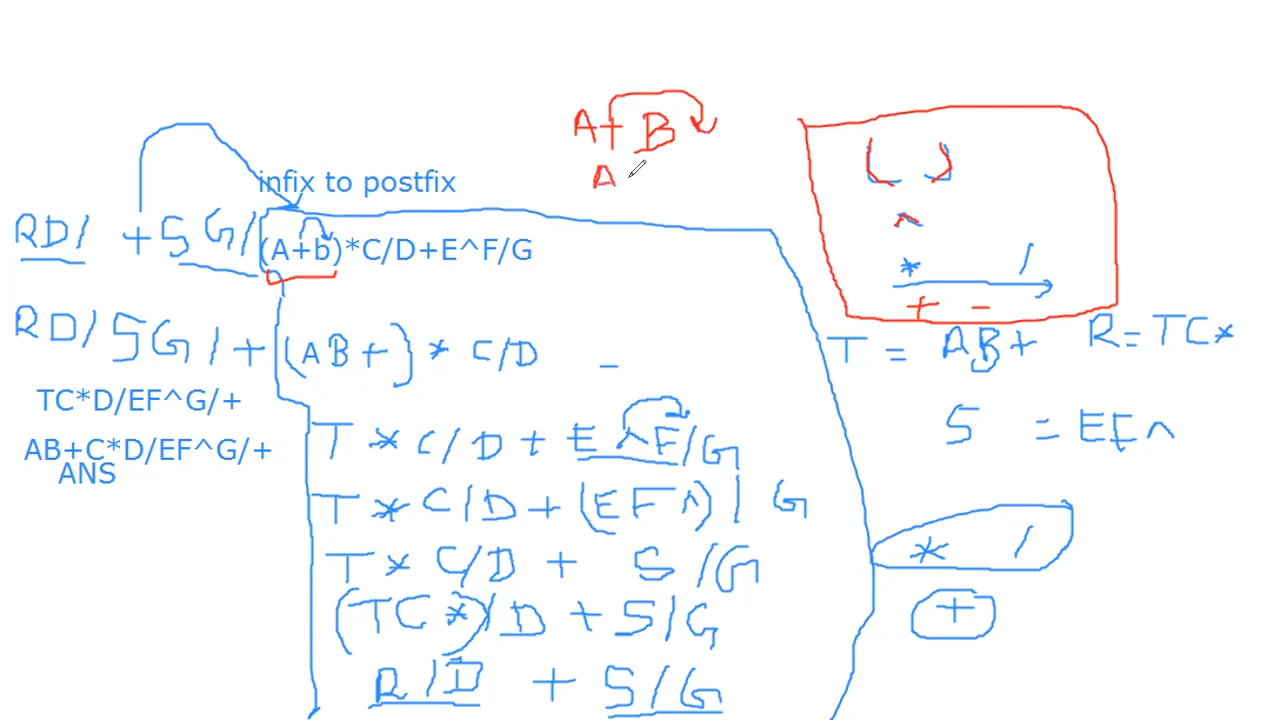 A+B
A
( )
^
* /
+ -
infix to postfix
RD/ +SG/
(A+b)*C/D+E^F/G
RD/SG/+
(AB+)*C/D -
T = AB+ R=TC*
TC*D/EF^G/+
S = EF^
AB+C*D/EF^G/+
ANS
T*C/D+E^F/G
T*C/D+(EF^)/G
T*C/D + S/G
(TC*)/D + S/G
R/D + S/G
* /
+